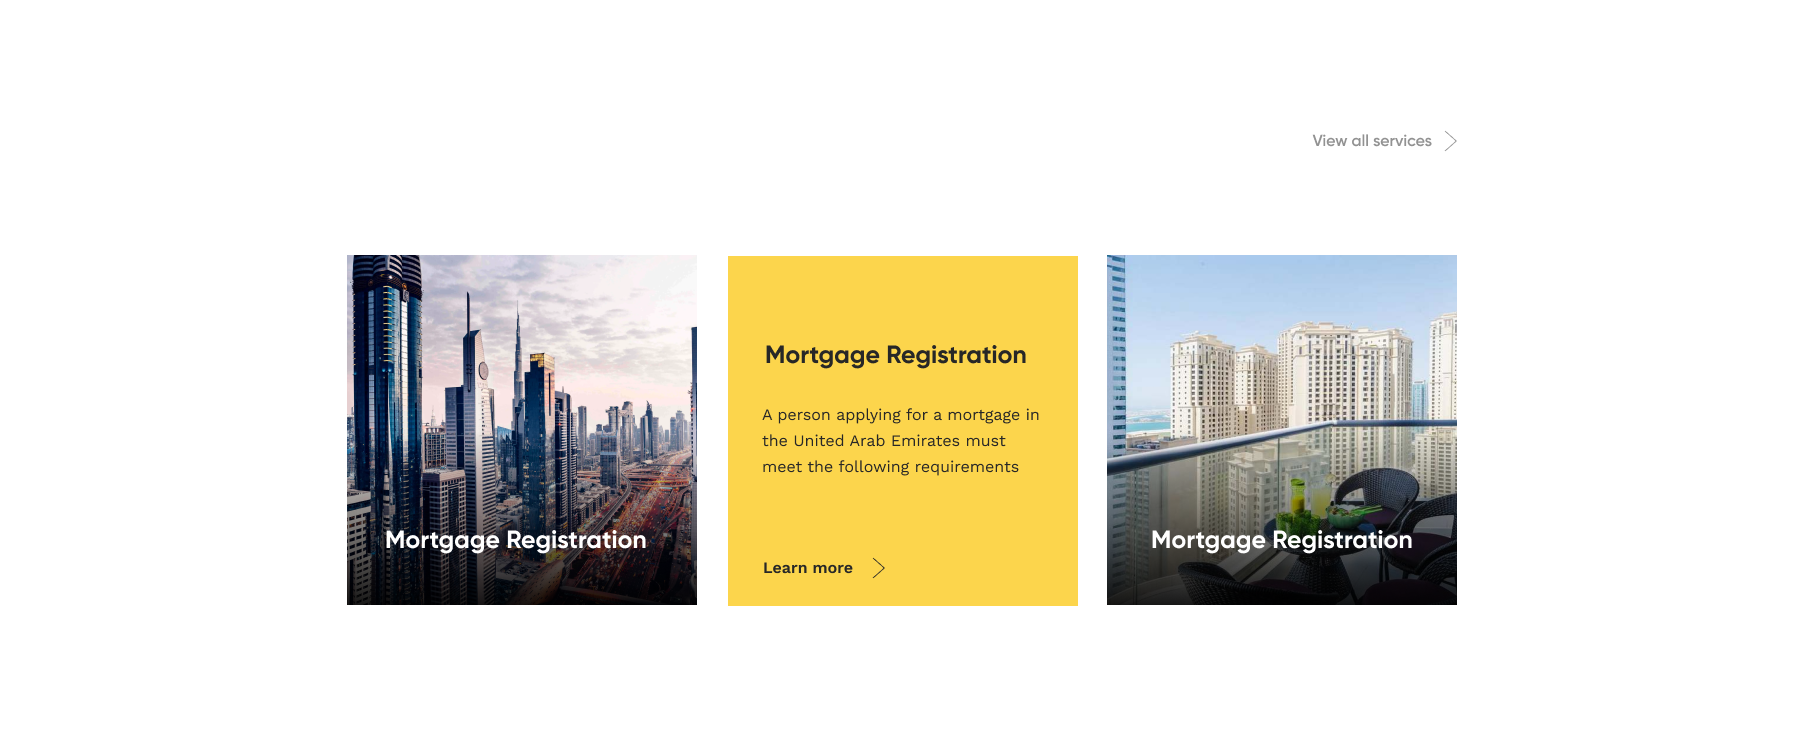 View all services
Mortgage Registration
Mortgage Registration
A person applying for a mortgage in
the United Arab Emirates must
meet the following requirements
Learn more
Mortgage Registration